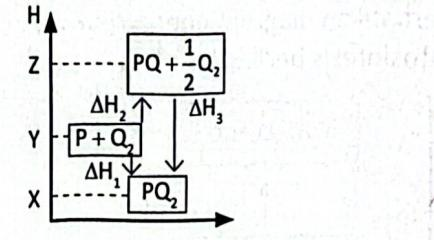 H
Z
PQ + 1/2 Q₂
ΔH₂
ΔH₃
Y
P + Q₂
ΔH₁
X
PQ₂